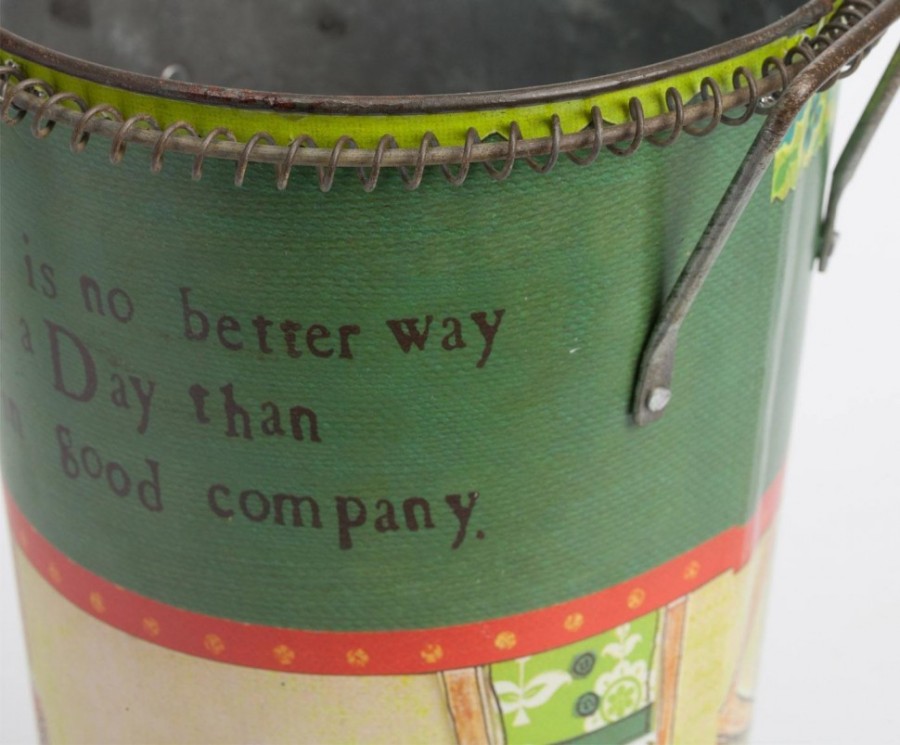 is no better way
a Day than
good company.